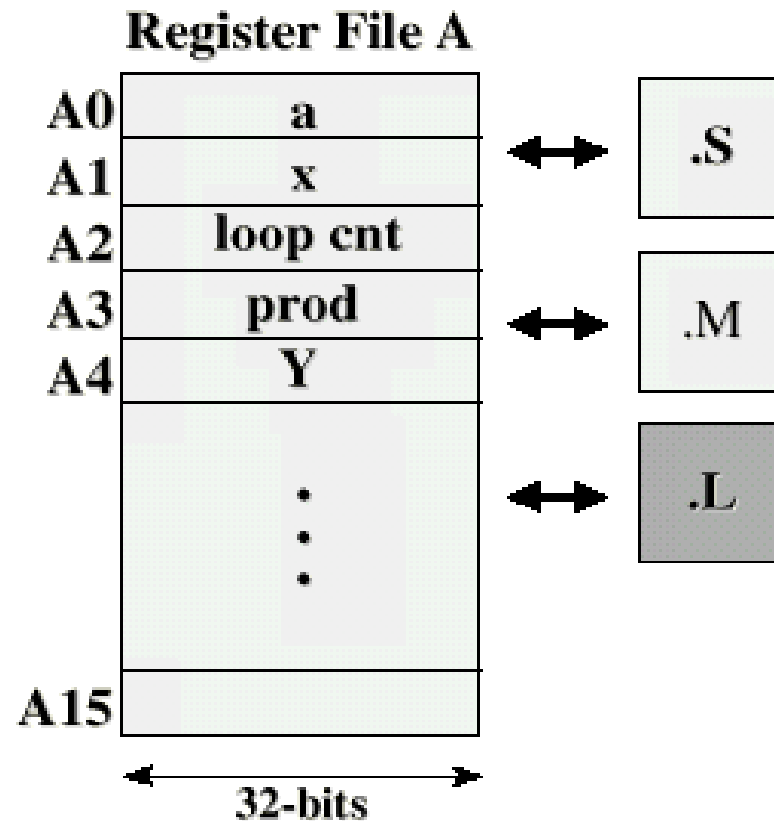 Register File A
A0 a
A1 x
A2 loop cnt
A3 prod
A4 Y
A15
32-bits
.S
.M
.L